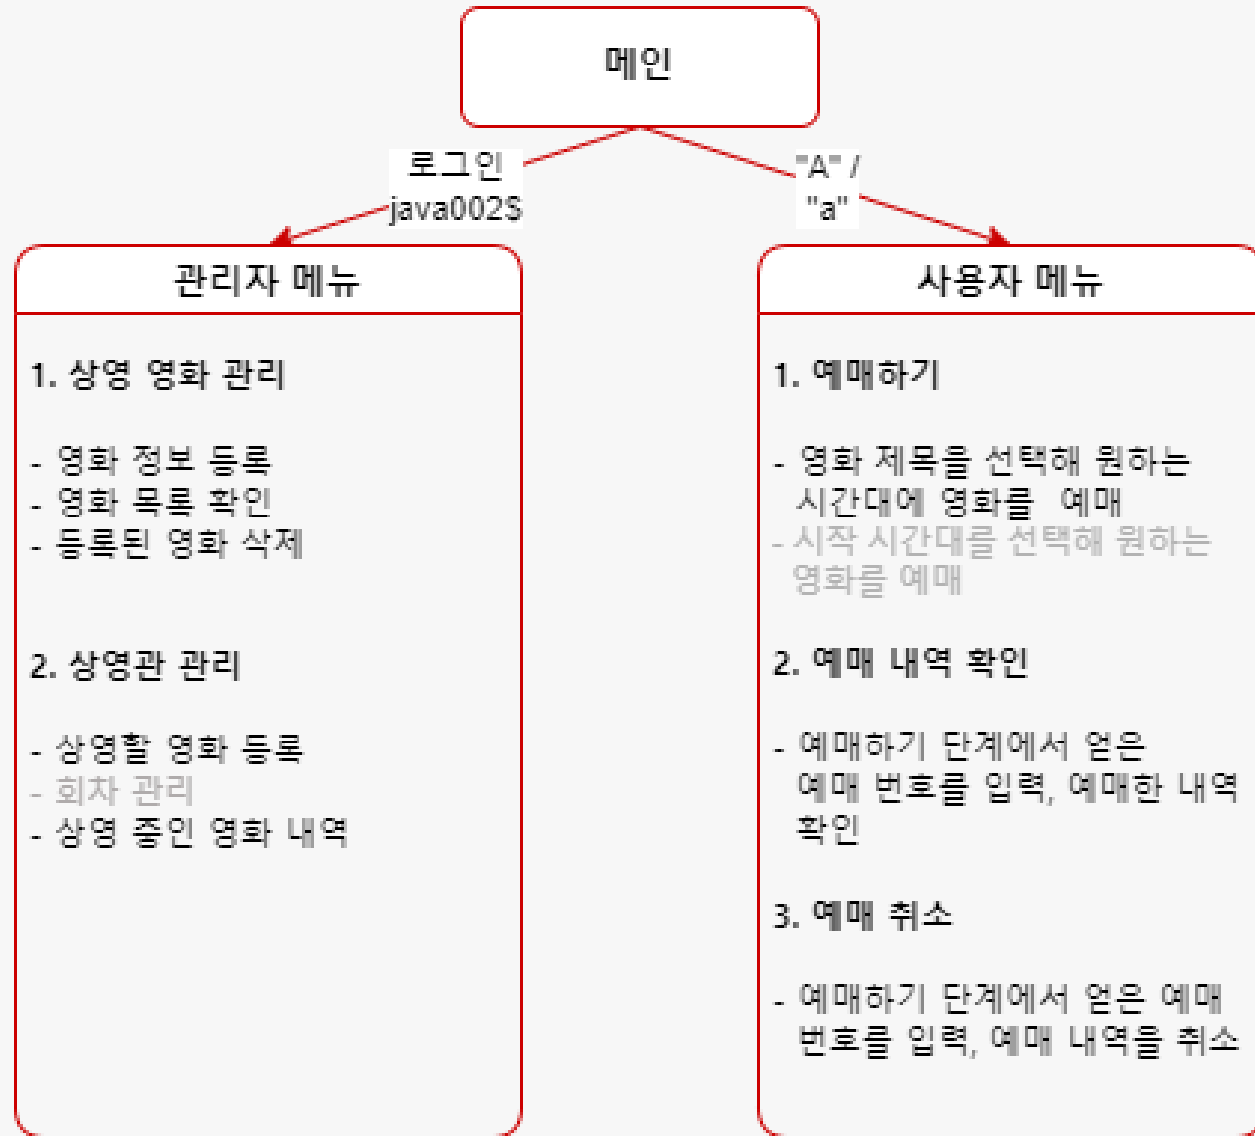 메인
로그인
java002$
"A" /
"a"
관리자 메뉴
1. 상영 영화 관리
- 영화 정보 등록
- 영화 목록 확인
- 등록된 영화 삭제
2. 상영관 관리
- 상영할 영화 등록
- 회차 관리
- 상영 중인 영화 내역
사용자 메뉴
1. 예매하기
- 영화 제목을 선택해 원하는
시간대에 영화를 예매
- 시작 시간대를 선택해 원하는
영화를 예매
2. 예매 내역 확인
- 예매하기 단계에서 얻은
예매 번호를 입력, 예매한 내역
확인
3. 예매 취소
- 예매하기 단계에서 얻은 예매
번호를 입력, 예매 내역을 취소